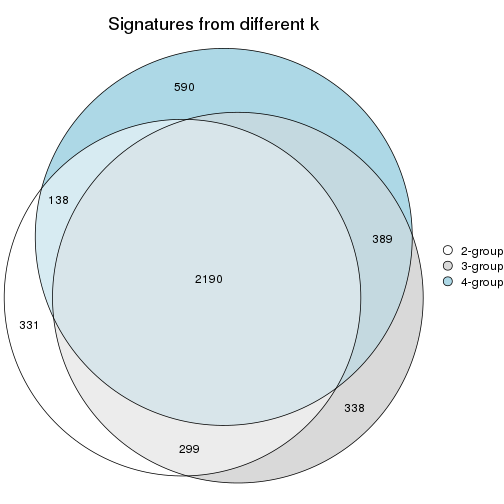 Signatures from different k
590
138
389
2190
331
338
299
2-group
3-group
4-group